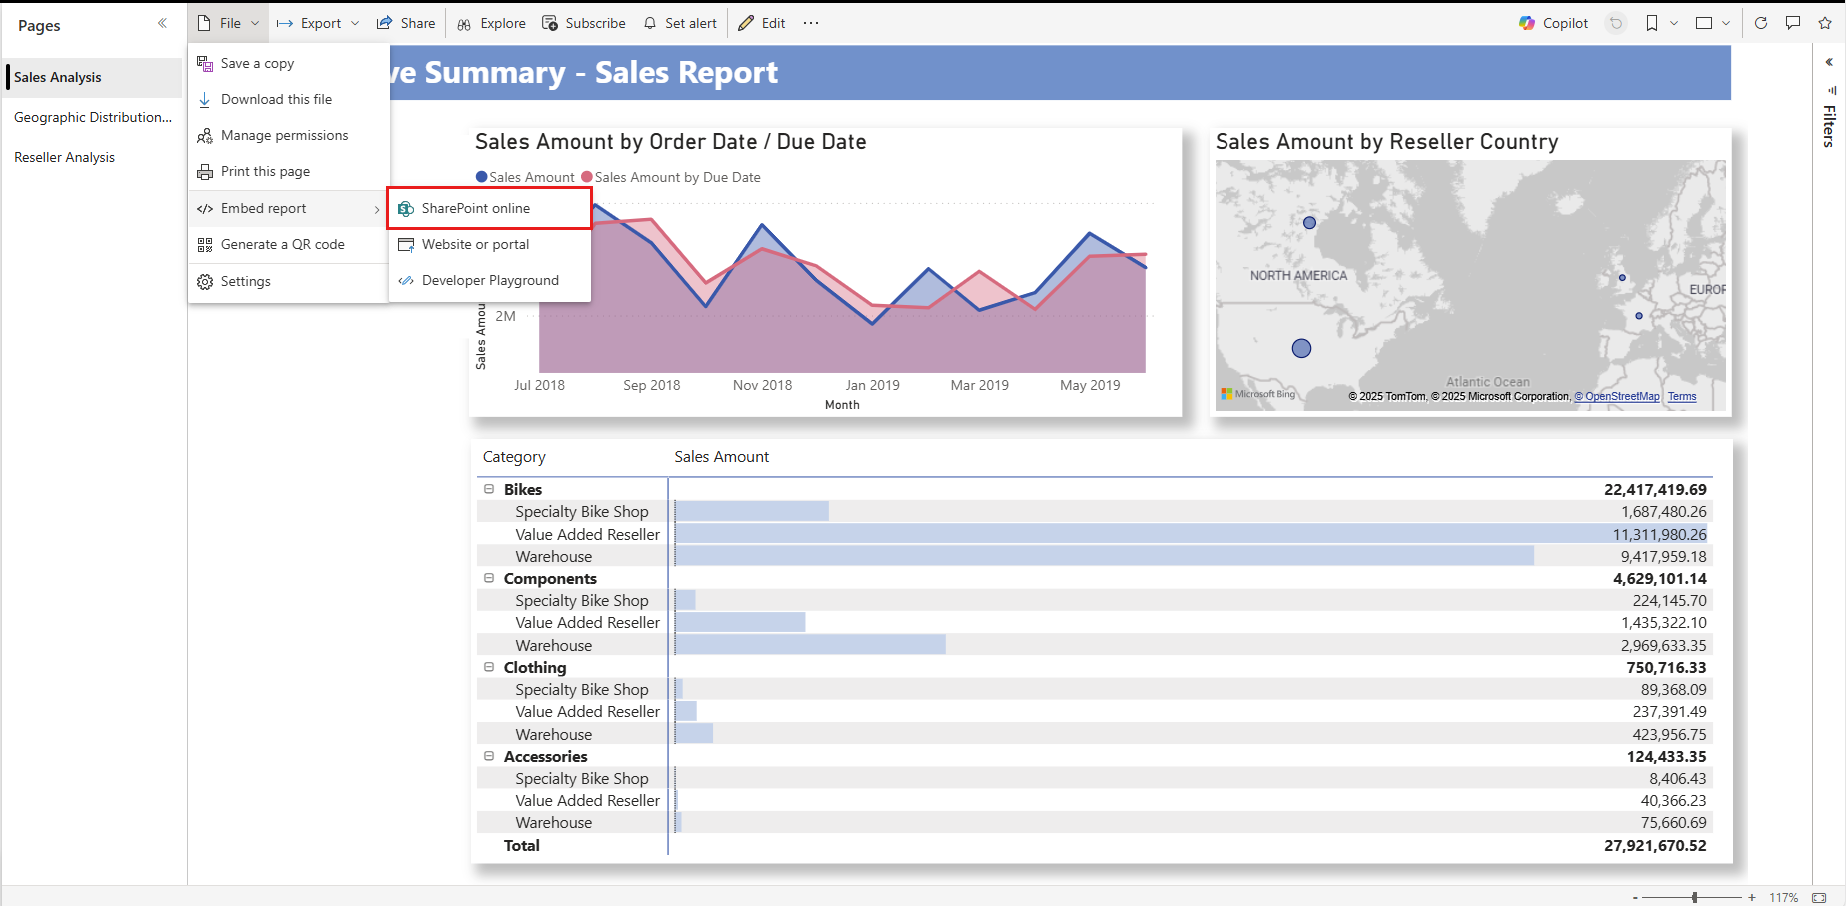 Pages
File
Export
Share
Explore
Subscribe
Set alert
Edit
Copilot
Sales Analysis
Geographic Distribution...
Reseller Analysis
Save a copy
Download this file
Manage permissions
Print this page
Embed report
Generate a QR code
Settings
SharePoint online
Website or portal
Developer Playground
ve Summary - Sales Report
Filters
Sales Amount by Order Date / Due Date
Sales Amount Sales Amount by Due Date
2M
Sales Amou
Jul 2018 Sep 2018 Nov 2018 Jan 2019 Mar 2019 May 2019
Month
Sales Amount by Reseller Country
NORTH AMERICA
EUROP
Atlantic Ocean
Microsoft Bing
© 2025 TomTom, © 2025 Microsoft Corporation, © OpenStreetMap Terms
Category Sales Amount
Bikes 22,417,419.69
Specialty Bike Shop 1,687,480.26
Value Added Reseller 11,311,980.26
Warehouse 9,417,959.18
Components 4,629,101.14
Specialty Bike Shop 224,145.70
Value Added Reseller 1,435,322.10
Warehouse 2,969,633.35
Clothing 750,716.33
Specialty Bike Shop 89,368.09
Value Added Reseller 237,391.49
Warehouse 423,956.75
Accessories 124,433.35
Specialty Bike Shop 8,406.43
Value Added Reseller 40,366.23
Warehouse 75,660.69
Total 27,921,670.52
- + 117%